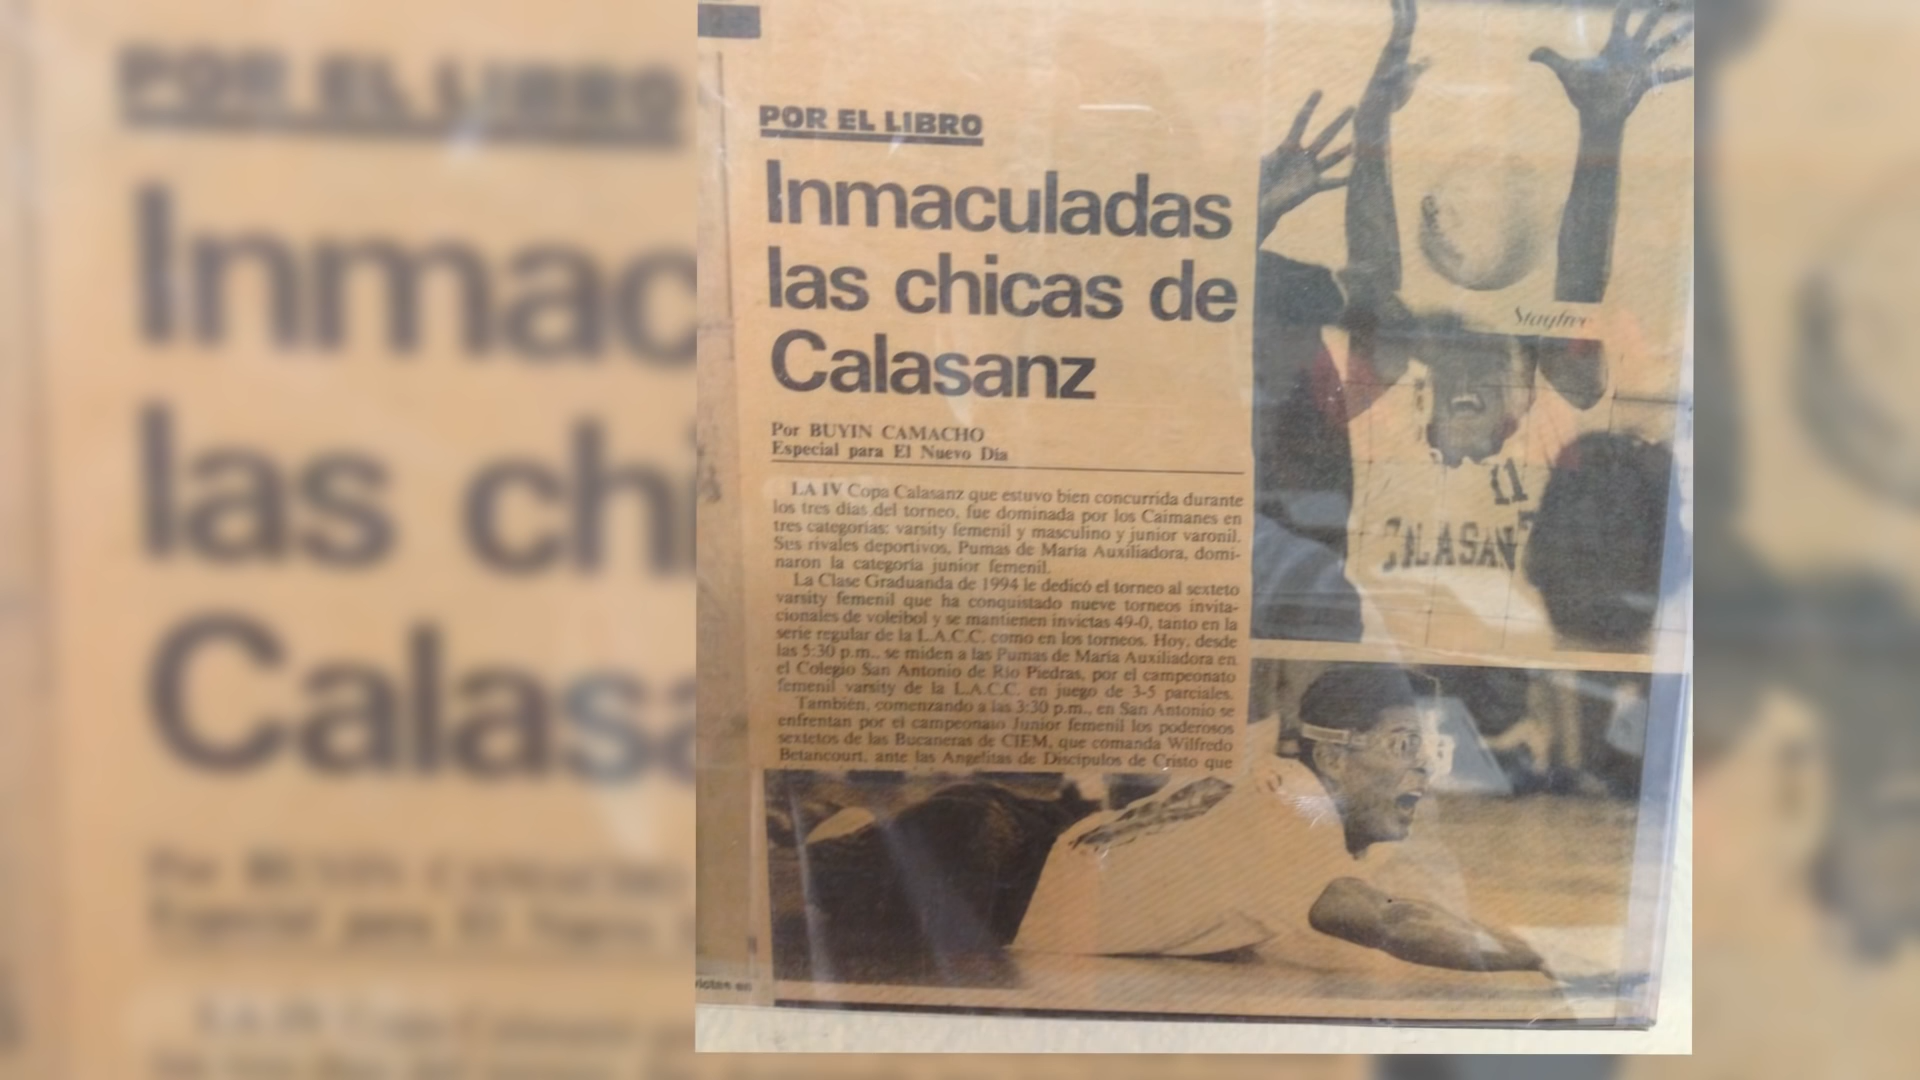 POR EL LIBRO
Inmaculadas
las chicas de
Calasanz
Por BUYIN CAMACHO
Especial para El Nuevo Día
LA IV Copa Calasanz que estuvo bien concurrida durante
los tres días del torneo, fue dominada por los Caimanes en
tres categorías: varsity femenil y masculino y junior varonil.
Ses rivales deportivos, Pumas de María Auxiliadora, domi-
naron la categoría junior femenil.
La Clase Graduanda de 1994 le dedicó el torneo al sexteto
varsity femenil que ha conquistado nueve torneos invita-
cionales de voleibol y se mantienen invictas 49-0, tanto en la
serie regular de la L.A.C.C. como en los torneos. Hoy, desde
las 5:30 p.m., se miden a las Pumas de María Auxiliadora en
el Colegio San Antonio de Río Piedras, por el campeonato
femenil varsity de la L.A.C.C. en juego de 3-5 parciales.
También, comenzando a las 3:30 p.m., en San Antonio se
enfrentan por el campeonato Junior femenil los poderosos
sextetos de las Bucaneras de CIEM, que comanda Wilfredo
Betancourt, ante las Angelitas de Discípulos de Cristo que
Stayfree
11
CALASANZ